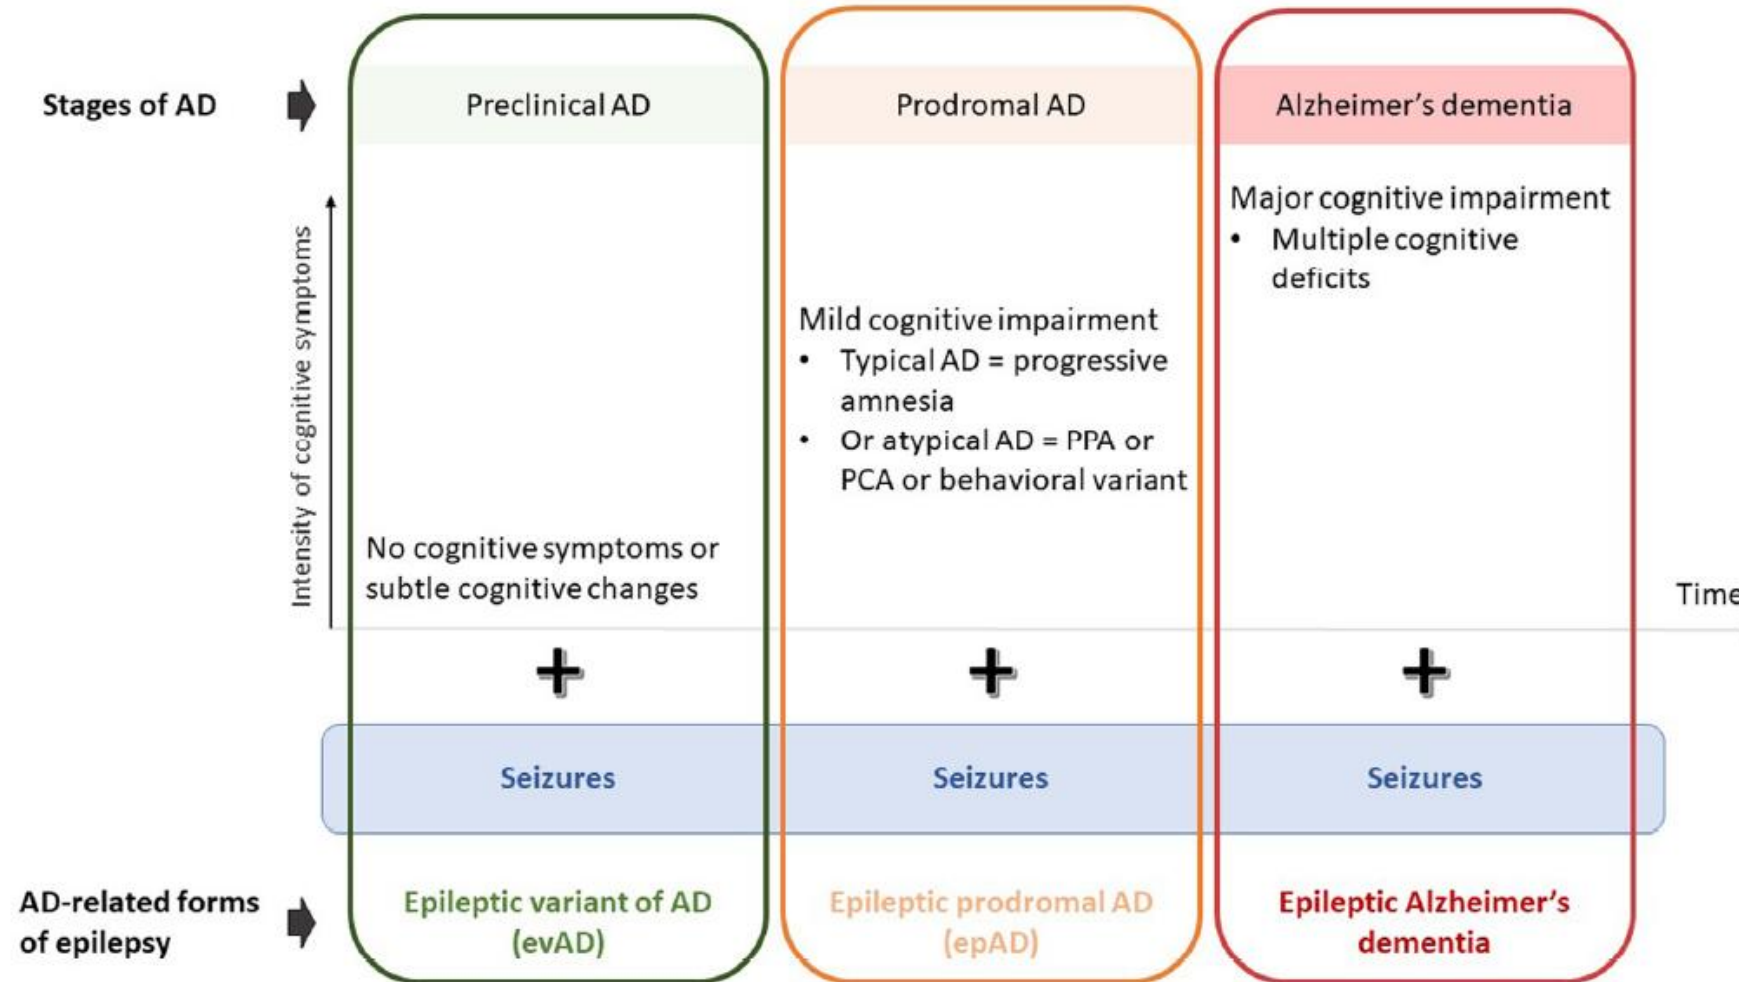 Stages of AD
Preclinical AD
Prodromal AD
Alzheimer's dementia
Intensity of cognitive symptoms
No cognitive symptoms or
subtle cognitive changes
Mild cognitive impairment
• Typical AD = progressive
amnesia
• Or atypical AD = PPA or
PCA or behavioral variant
Major cognitive impairment
• Multiple cognitive
deficits
Time
+
+
+
Seizures
Seizures
Seizures
AD-related forms
of epilepsy
Epileptic variant of AD
(evAD)
Epileptic prodromal AD
(epAD)
Epileptic Alzheimer's
dementia